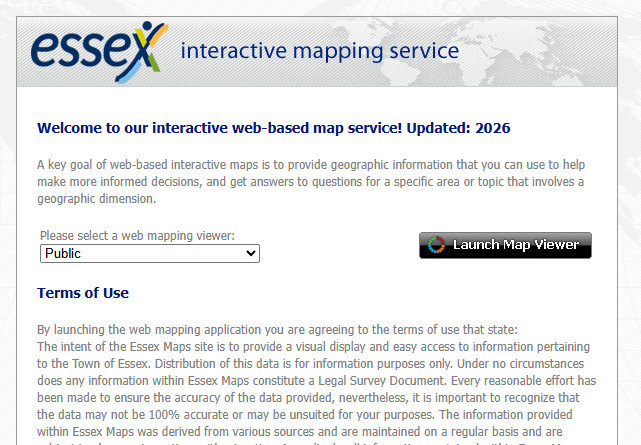 essex interactive mapping service
Welcome to our interactive web-based map service! Updated: 2026
A key goal of web-based interactive maps is to provide geographic information that you can use to help
make more informed decisions, and get answers to questions for a specific area or topic that involves a
geographic dimension.
Please select a web mapping viewer:
Public
Launch Map Viewer
Terms of Use
By launching the web mapping application you are agreeing to the terms of use that state:
The intent of the Essex Maps site is to provide a visual display and easy access to information pertaining
to the Town of Essex. Distribution of this data is for information purposes only. Under no circumstances
does any information within Essex Maps constitute a Legal Survey Document. Every reasonable effort has
been made to ensure the accuracy of the data provided, nevertheless, it is important to recognize that
the data may not be 100% accurate or may be unsuited for your purposes. The information provided
within Essex Maps was derived from various sources and are maintained on a regular basis and are